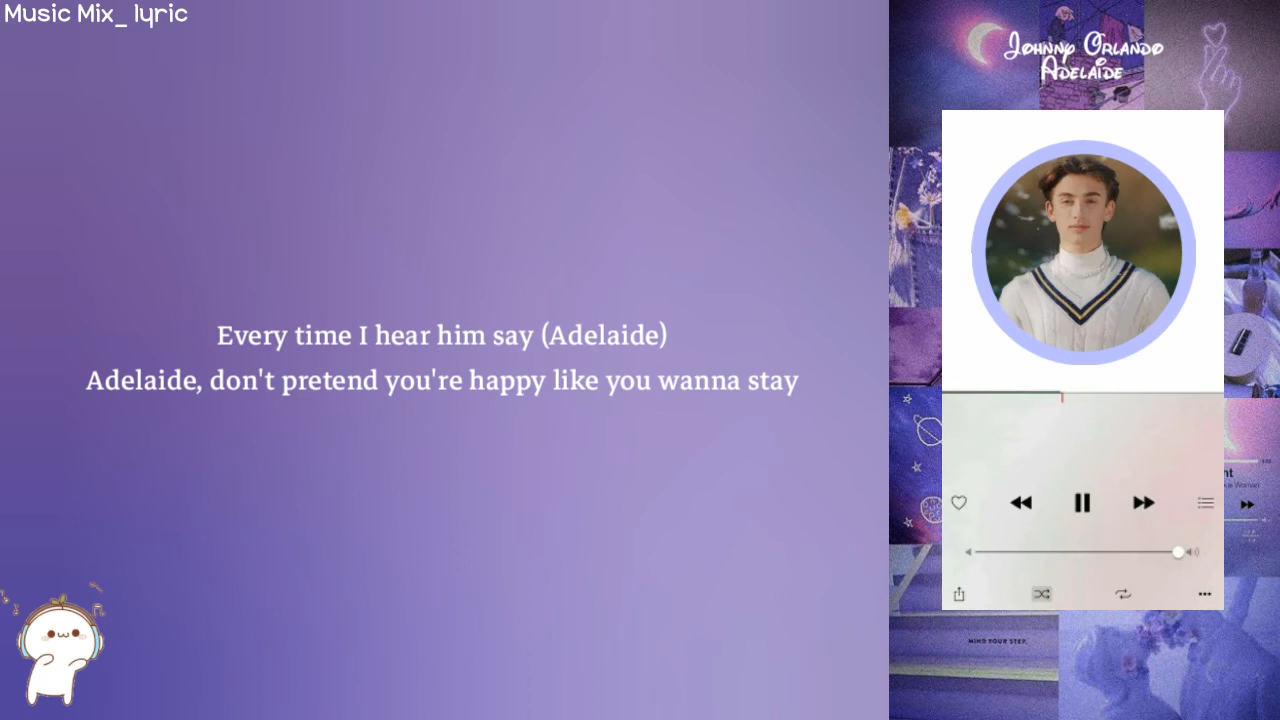 Music Mix_ lyric
Johnny Orlando
Adelaide
Every time I hear him say (Adelaide)
Adelaide, don't pretend you're happy like you wanna stay
MIND YOUR STEP.